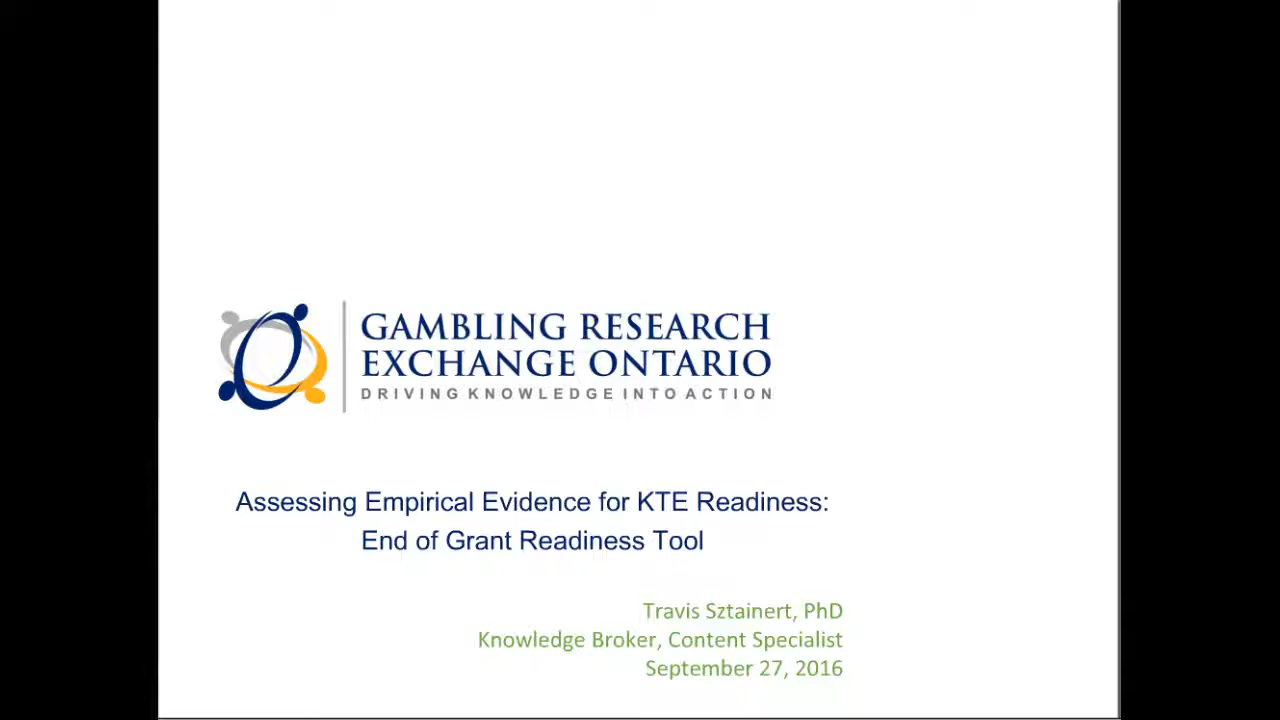 GAMBLING RESEARCH
EXCHANGE ONTARIO
DRIVING KNOWLEDGE INTO ACTION
Assessing Empirical Evidence for KTE Readiness:
End of Grant Readiness Tool
Travis Sztainert, PhD
Knowledge Broker, Content Specialist
September 27, 2016